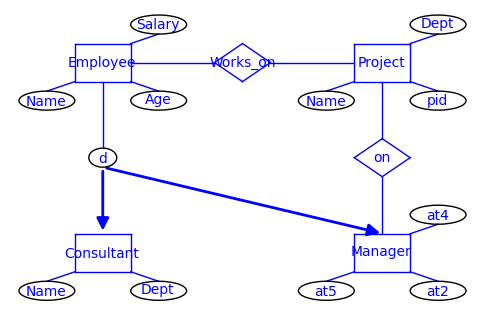 Salary
Dept
Employee
Works_on
Project
Name
Age
Name
pid
d
on
at4
Consultant
Manager
Name
Dept
at5
at2